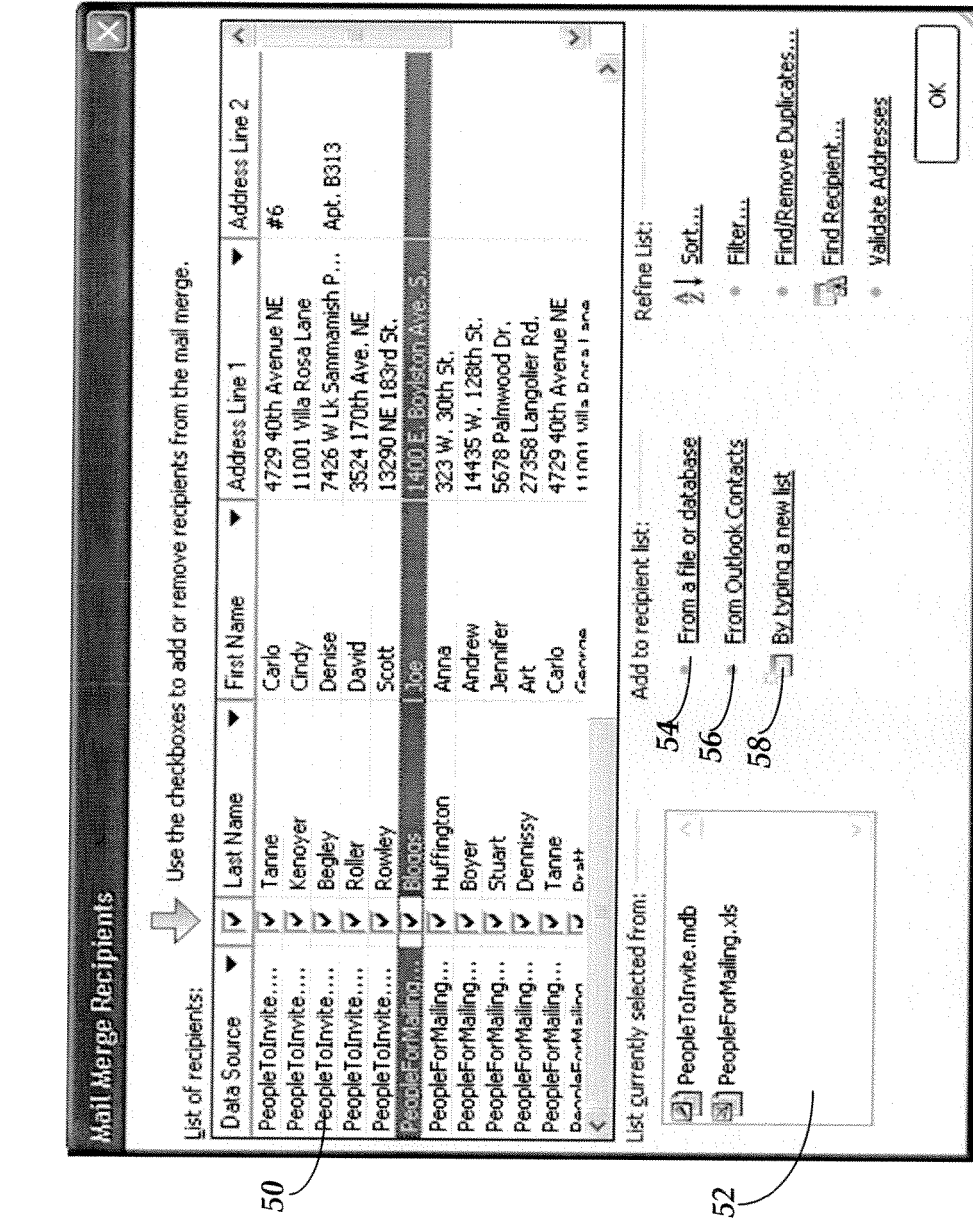 Mail Merge Recipients
Use the checkboxes to add or remove recipients from the mail merge.
List of recipients:
Data Source Last Name First Name Address Line 1 Address Line 2
PeopleToInvite.... Tanne Carlo 4729 40th Avenue NE #6
PeopleToInvite.... Kenoyer Cindy 11001 Villa Rosa Lane
50 PeopleToInvite.... Begley Denise 7426 W Lk Sammamish P... Apt. B313
PeopleToInvite.... Roller David 3524 170th Ave. NE
PeopleToInvite.... Rowley Scott 13290 NE 183rd St.
PeopleForMailing... Bloggs Joe 1400 E. Boylston Ave. S.
PeopleForMailing... Huffington Anna 323 W. 30th St.
PeopleForMailing... Boyer Andrew 14435 W. 128th St.
PeopleForMailing... Stuart Jennifer 5678 Palmwood Dr.
PeopleForMailing... Dennissy Art 27358 Langolier Rd.
PeopleForMailing... Tanne Carlo 4729 40th Avenue NE
PeopleForMailing George 11001 Villa Rosa Lane
List currently selected from: Add to recipient list: Refine List:
PeopleToInvite.mdb 54 From a file or database Sort...
PeopleForMailing.xls 56 From Outlook Contacts Filter...
58 By typing a new list Find/Remove Duplicates...
52 Find Recipient...
Validate Addresses
OK